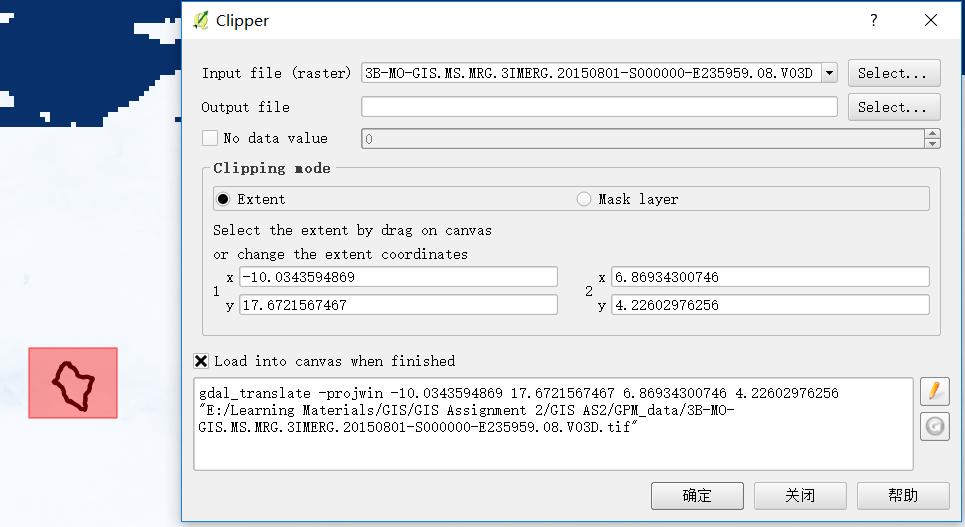 Clipper
Input file (raster) 3B-MO-GIS.MS.MRG.3IMERG.20150801-S000000-E235959.08.V03D Select...
Output file Select...
No data value 0
Clipping mode
Extent Mask layer
Select the extent by drag on canvas
or change the extent coordinates
1 x -10.0343594869 2 x 6.86934300746
y 17.6721567467 y 4.22602976256
Load into canvas when finished
gdal_translate -projwin -10.0343594869 17.6721567467 6.86934300746 4.22602976256
"E:/Learning Materials/GIS/GIS Assignment 2/GIS AS2/GPM_data/3B-MO-
GIS.MS.MRG.3IMERG.20150801-S000000-E235959.08.V03D.tif"
确定 关闭 帮助